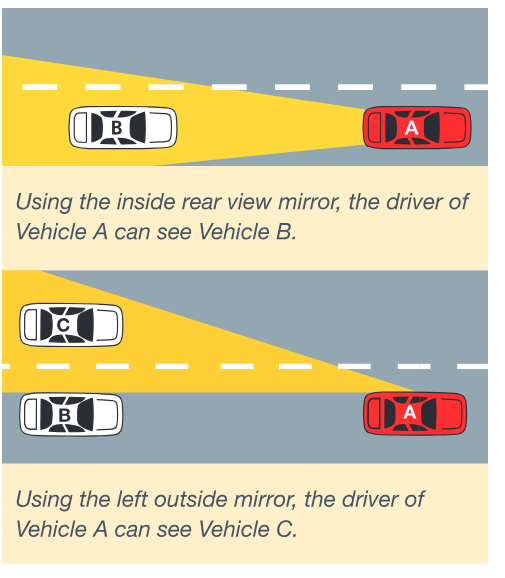 B
A
Using the inside rear view mirror, the driver of
Vehicle A can see Vehicle B.
C
B
A
Using the left outside mirror, the driver of
Vehicle A can see Vehicle C.